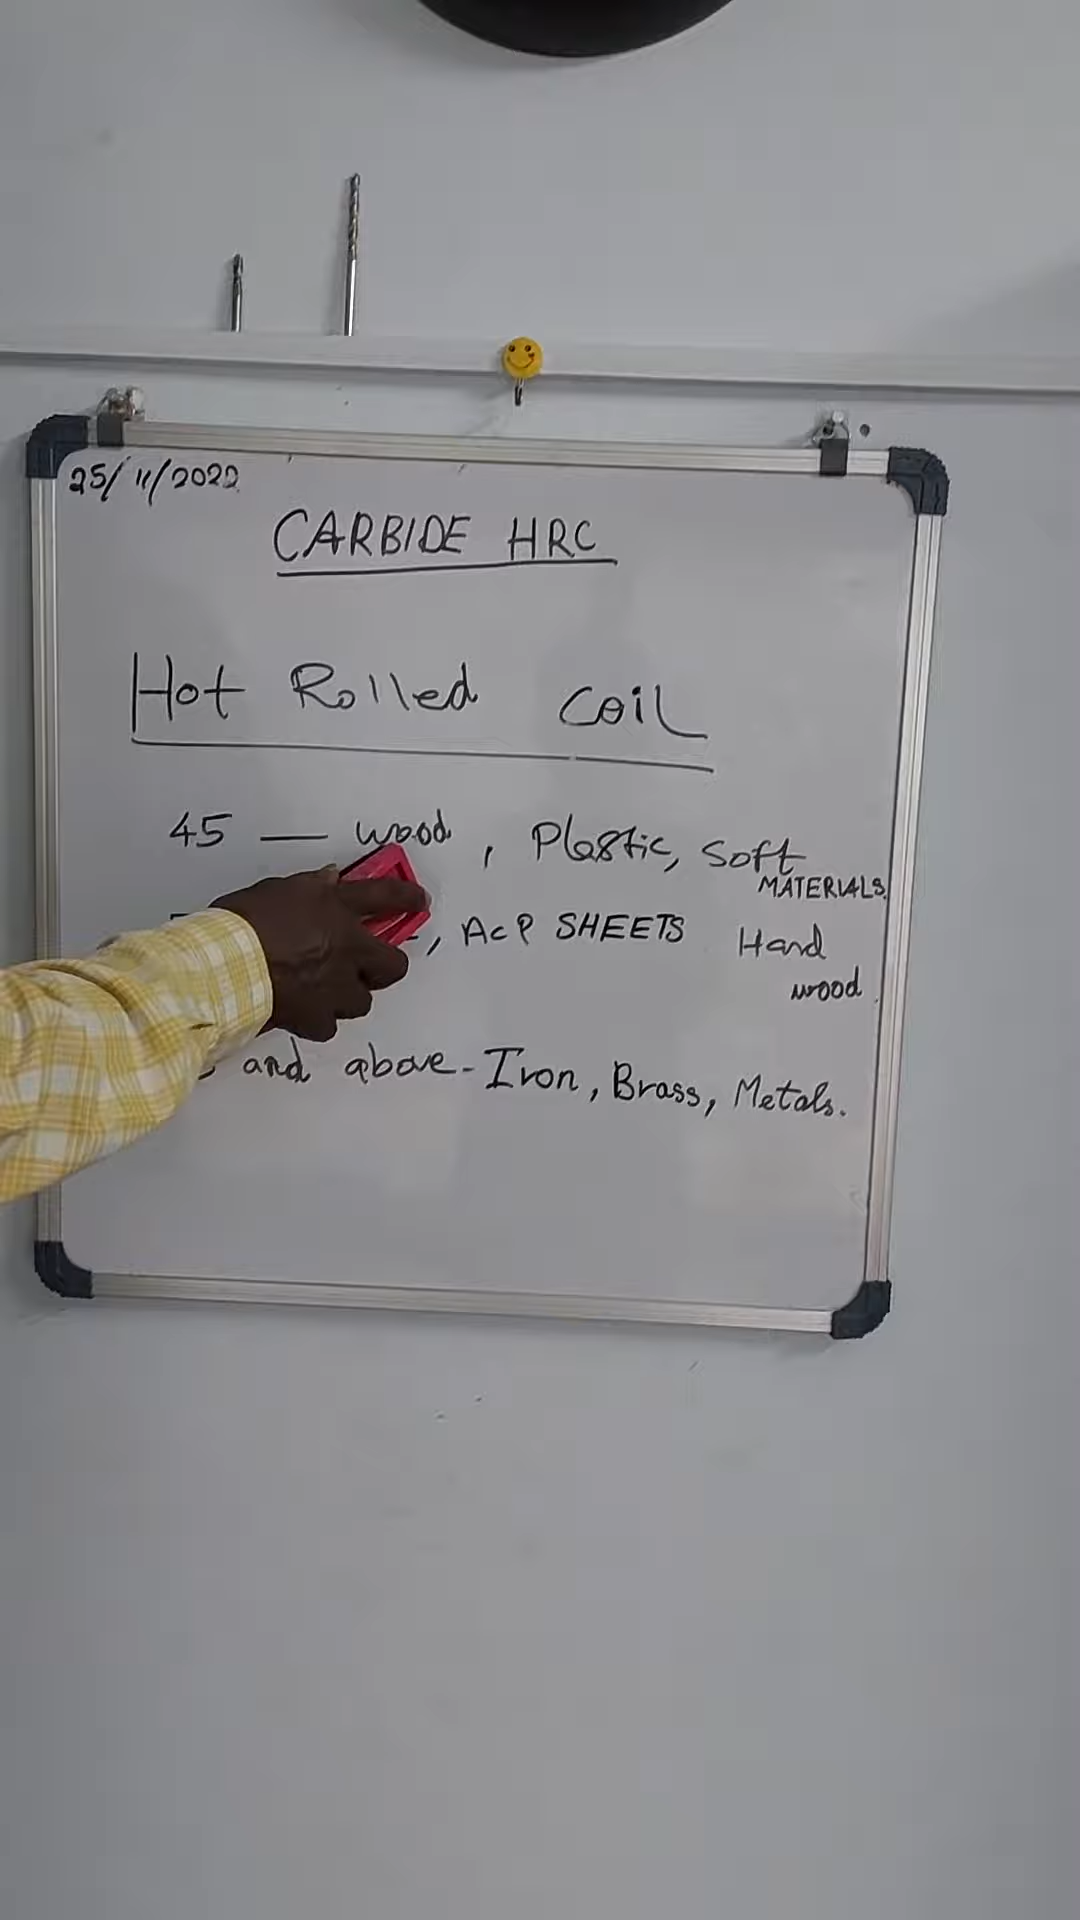 25/11/2022
CARBIDE HRC
Hot Rolled Coil
45 — wood, Plastic, Soft
MATERIALS.
, ACP SHEETS Hard
wood.
and above - Iron, Brass, Metals.